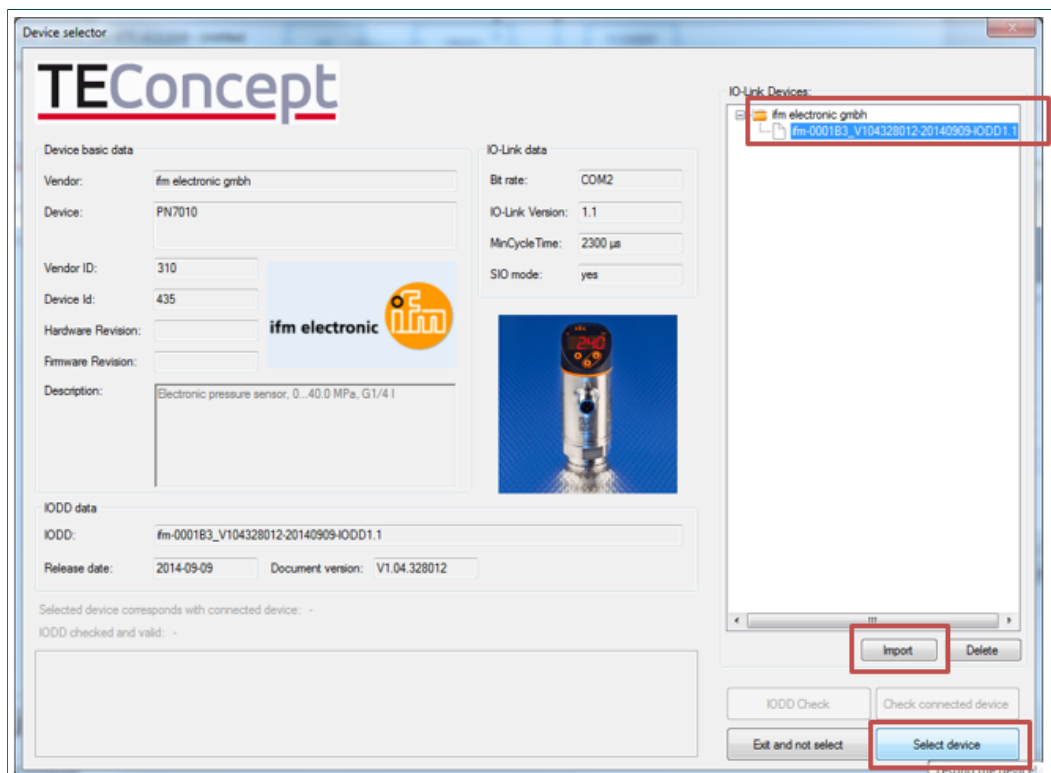 Device selector
TEConcept
Device basic data
Vendor: ifm electronic gmbh
Device: PN7010
Vendor ID: 310
Device Id: 435
Hardware Revision:
Firmware Revision:
ifm electronic ifm
Description: Electronic pressure sensor, 0...40.0 MPa, G1/4 I
IO-Link data
Bit rate: COM2
IO-Link Version: 1.1
MinCycleTime: 2300 µs
SIO mode: yes
240
IODD data
IODD: ifm-0001B3_V104328012-20140909-IODD1.1
Release date: 2014-09-09 Document version: V1.04.328012
Selected device corresponds with connected device: -
IODD checked and valid: -
IO-Link Devices:
ifm electronic gmbh
ifm-0001B3_V104328012-20140909-IODD1.1
Import Delete
IODD Check Check connected device
Exit and not select Select device